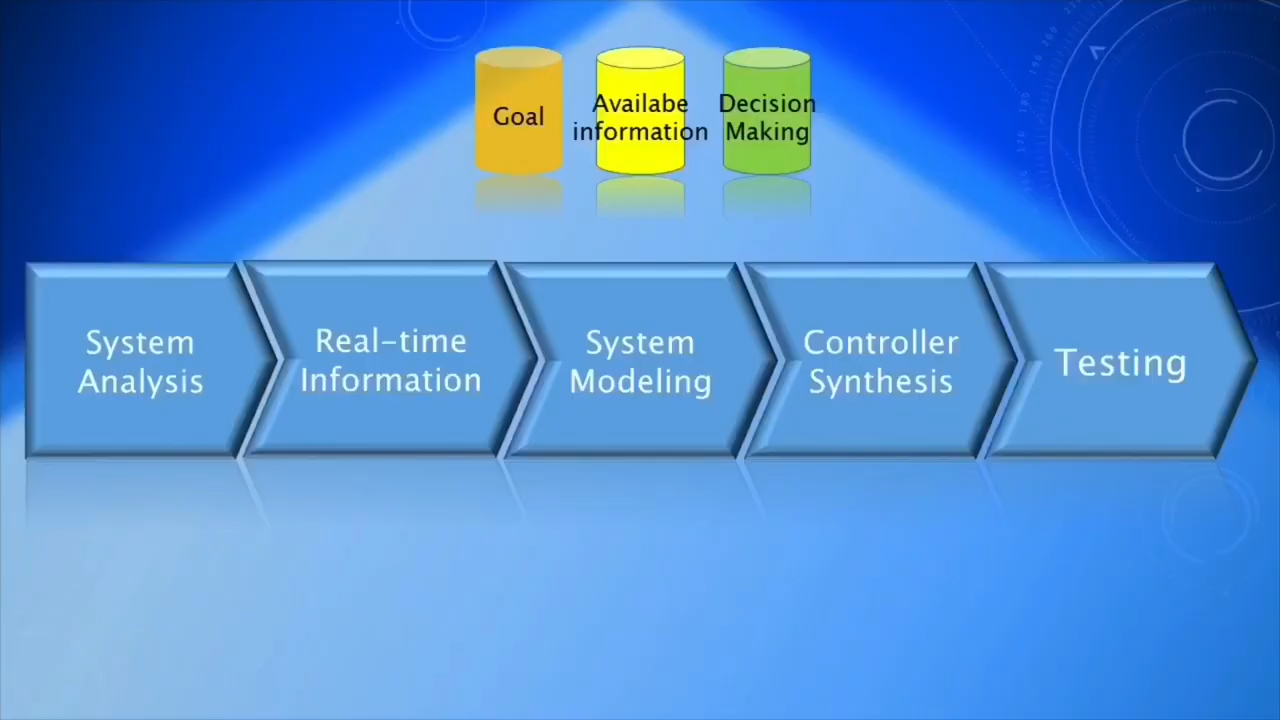 Goal
Availabe
information
Decision
Making
System
Analysis
Real-time
Information
System
Modeling
Controller
Synthesis
Testing